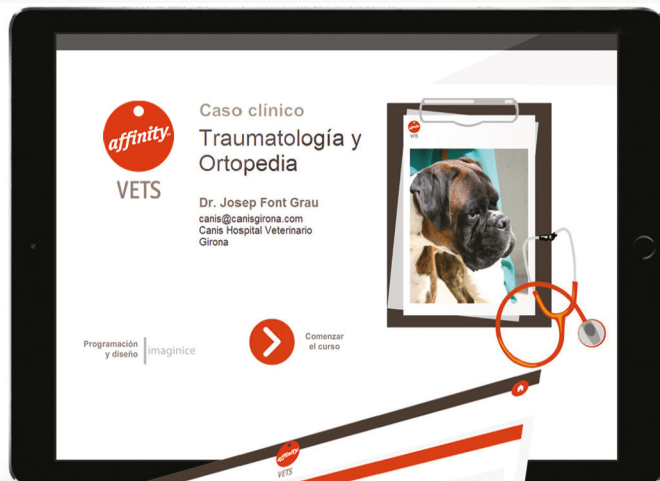 affinity
VETS
Caso clínico
Traumatología y
Ortopedia
Dr. Josep Font Grau
canis@canisgirona.com
Canis Hospital Veterinario
Girona
affinity
VETS
Programación
y diseño
imaginice
Comenzar
el curso
affinity
VETS